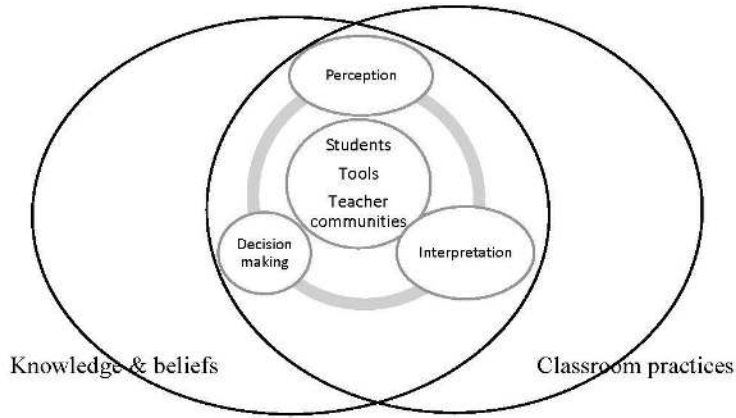 Perception
Students
Tools
Teacher
communities
Decision
making
Interpretation
Knowledge & beliefs
Classroom practices